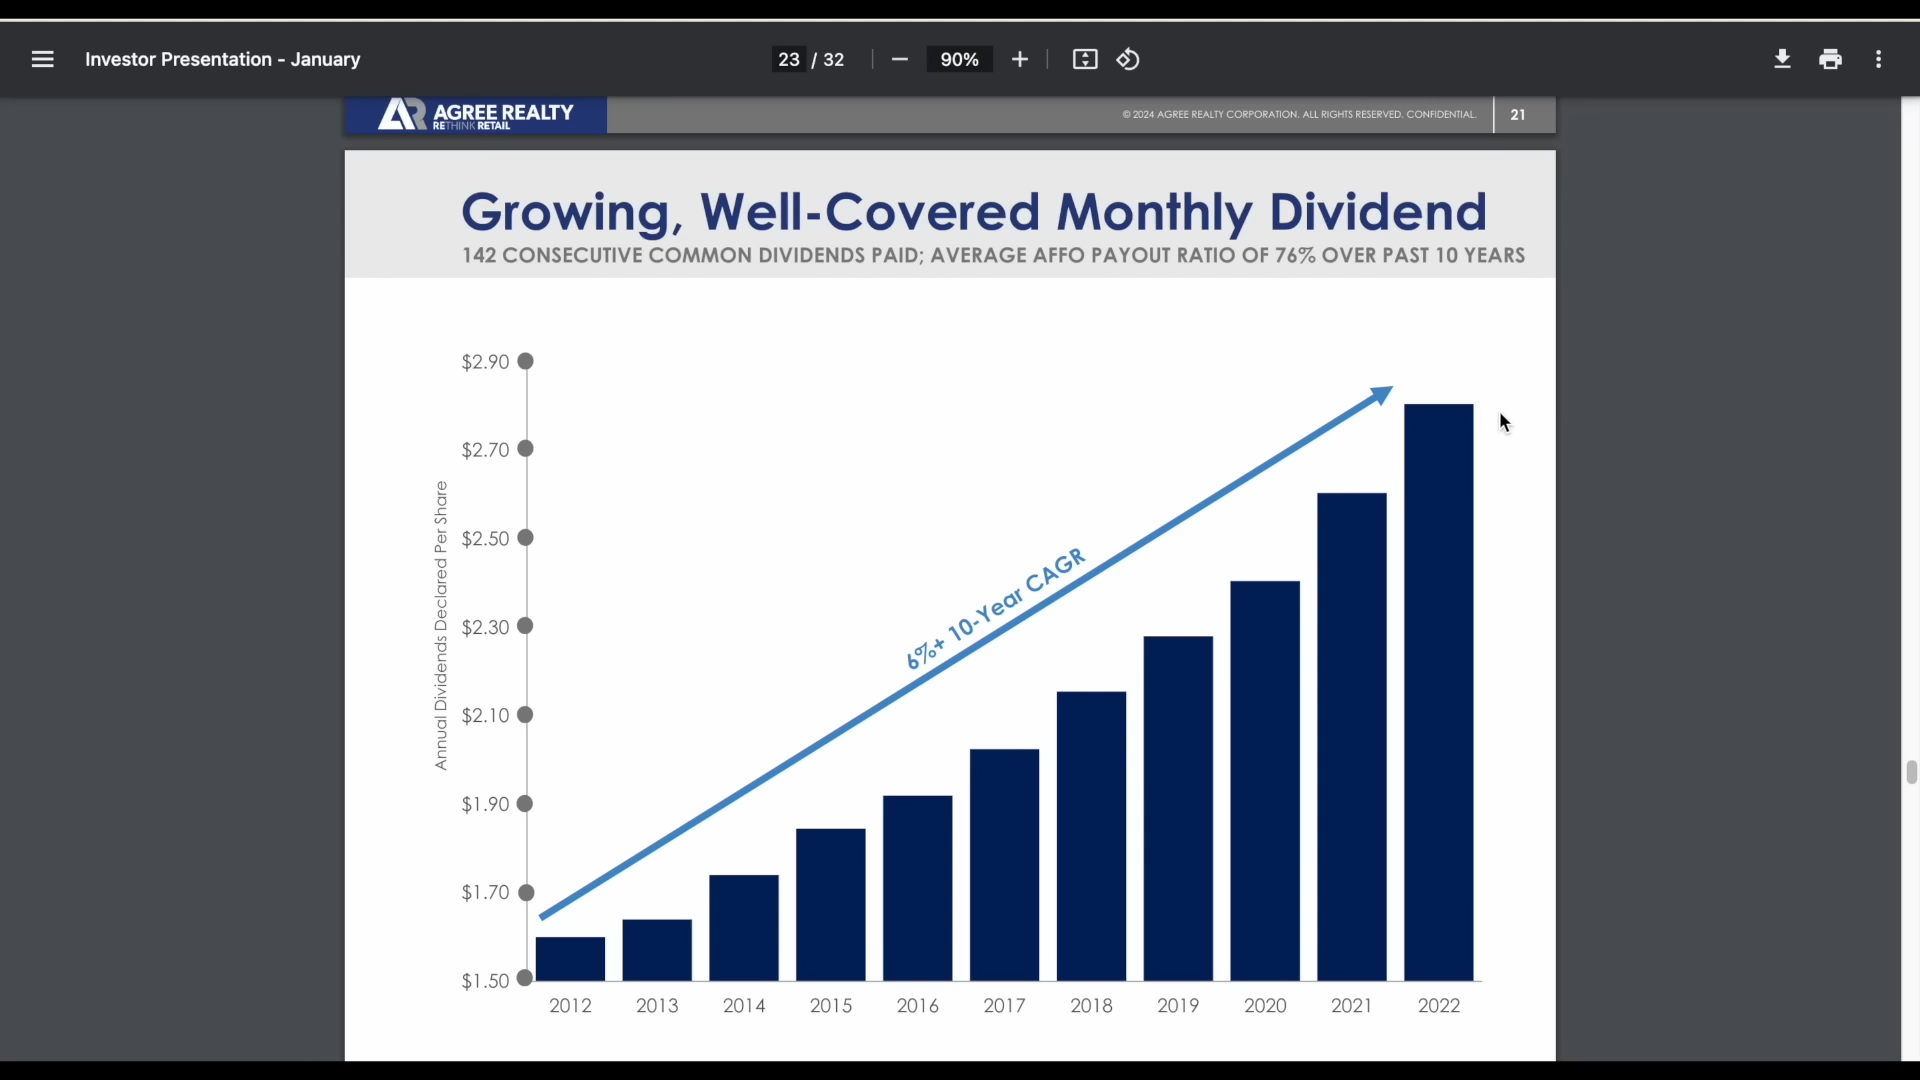 Investor Presentation - January
23 / 32
90%
AGREE REALTY
RETHINK RETAIL
© 2024 AGREE REALTY CORPORATION. ALL RIGHTS RESERVED. CONFIDENTIAL.
21
Growing, Well-Covered Monthly Dividend
142 CONSECUTIVE COMMON DIVIDENDS PAID; AVERAGE AFFO PAYOUT RATIO OF 76% OVER PAST 10 YEARS
Annual Dividends Declared Per Share
$2.90
$2.70
$2.50
$2.30
$2.10
$1.90
$1.70
$1.50
6%+ 10-Year CAGR
2012 2013 2014 2015 2016 2017 2018 2019 2020 2021 2022